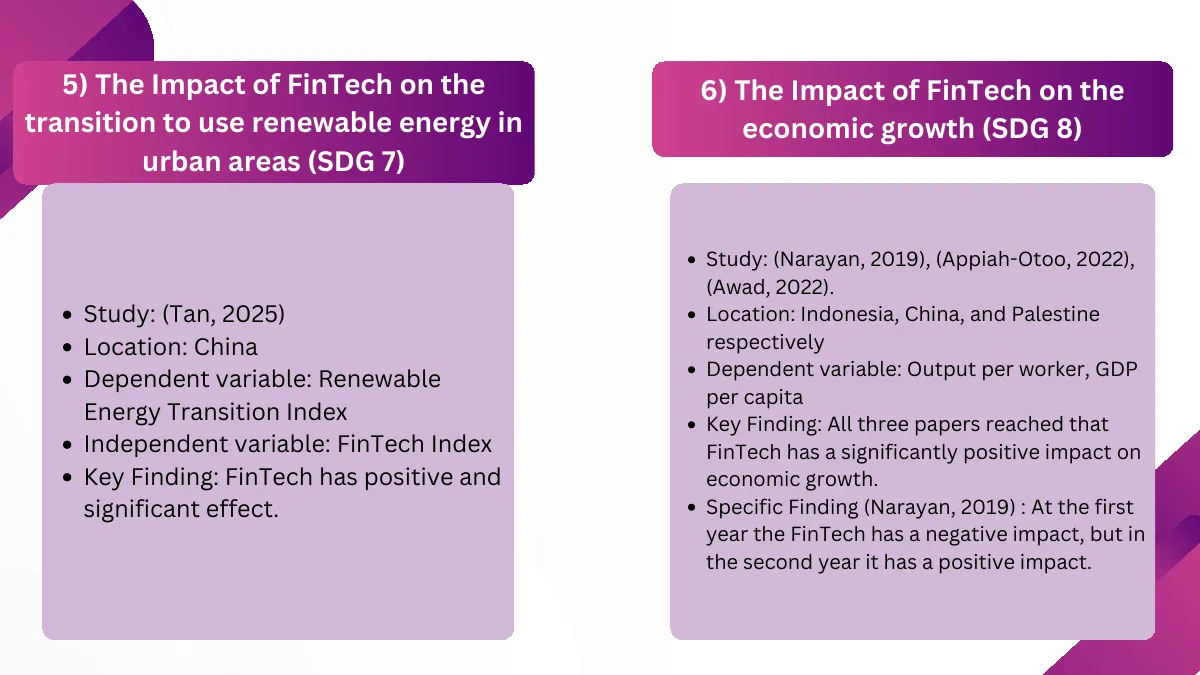 5) The Impact of FinTech on the
transition to use renewable energy in
urban areas (SDG 7)
• Study: (Tan, 2025)
• Location: China
• Dependent variable: Renewable
Energy Transition Index
• Independent variable: FinTech Index
• Key Finding: FinTech has positive and
significant effect.
6) The Impact of FinTech on the
economic growth (SDG 8)
• Study: (Narayan, 2019), (Appiah-Otoo, 2022),
(Awad, 2022).
• Location: Indonesia, China, and Palestine
respectively
• Dependent variable: Output per worker, GDP
per capita
• Key Finding: All three papers reached that
FinTech has a significantly positive impact on
economic growth.
• Specific Finding (Narayan, 2019) : At the first
year the FinTech has a negative impact, but in
the second year it has a positive impact.